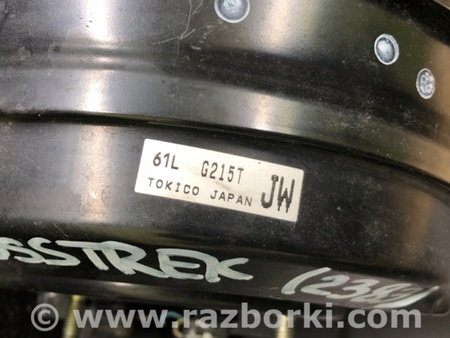 61L G215T
TOKICO JAPAN JW
SSTREK
www.razborki.com